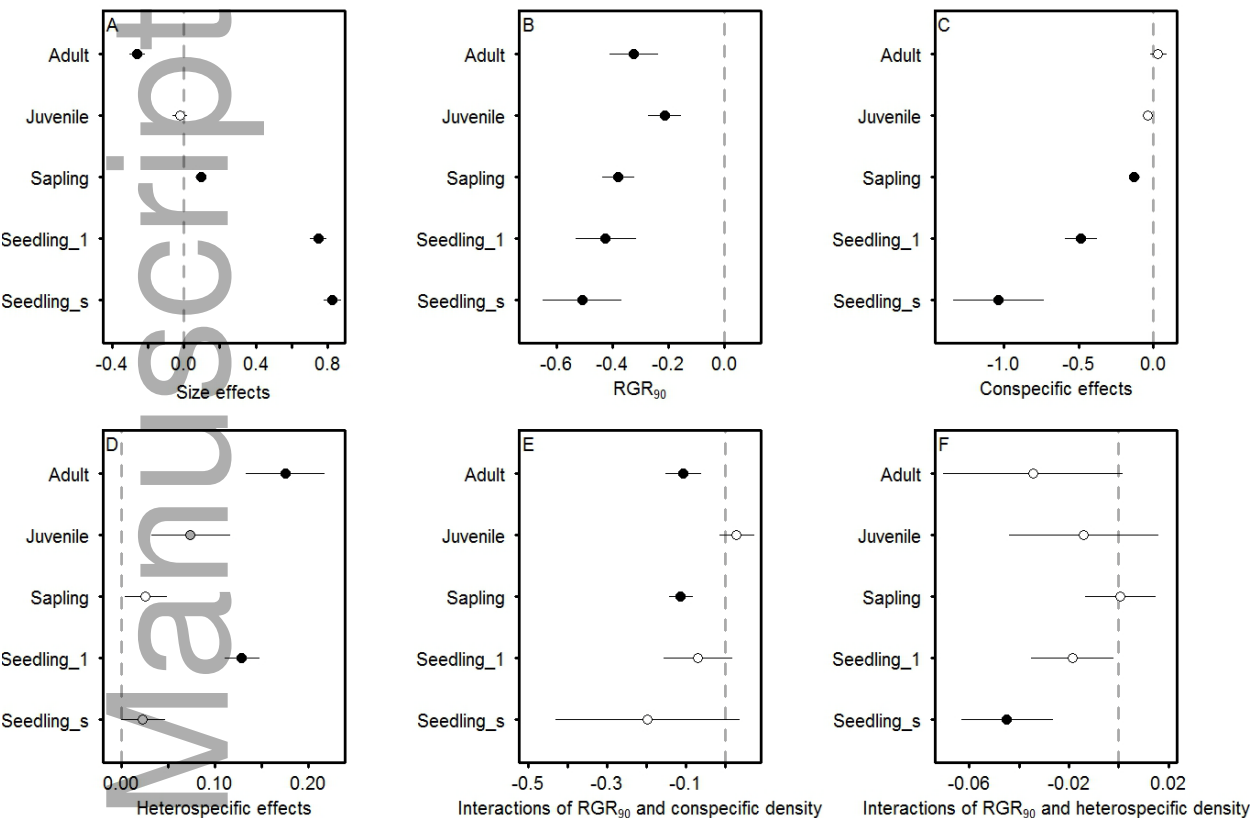 A
Adult
Juvenile
Sapling
Seedling_1
Seedling_s
-0.4 0.0 0.4 0.8
Size effects
B
Adult
Juvenile
Sapling
Seedling_1
Seedling_s
-0.6 -0.4 -0.2 0.0
RGR90
C
Adult
Juvenile
Sapling
Seedling_1
Seedling_s
-1.0 -0.5 0.0
Conspecific effects
D
Adult
Juvenile
Sapling
Seedling_1
Seedling_s
0.00 0.10 0.20
Heterospecific effects
E
Adult
Juvenile
Sapling
Seedling_1
Seedling_s
-0.5 -0.3 -0.1
Interactions of RGR90 and conspecific density
F
Adult
Juvenile
Sapling
Seedling_1
Seedling_s
-0.06 -0.02 0.02
Interactions of RGR90 and heterospecific density
Manuscript